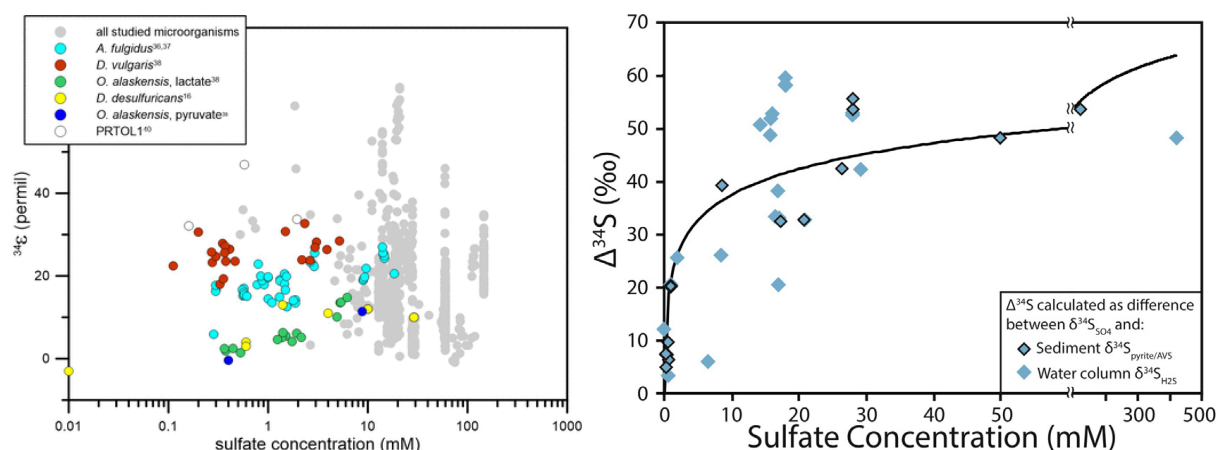 all studied microorganisms
A. fulgidus36,37
D. vulgaris38
O. alaskensis, lactate38
D. desulfuricans16
O. alaskensis, pyruvate39
PRTOL140
34ε (permil)
40
20
0
0.01 0.1 1 10 100 1000
sulfate concentration (mM)
Δ34S (‰)
70
60
50
40
30
20
10
0
0 10 20 30 40 50 300 500
Sulfate Concentration (mM)
Δ34S calculated as difference
between δ34SSO4 and:
Sediment δ34Spyrite/AVS
Water column δ34SH2S